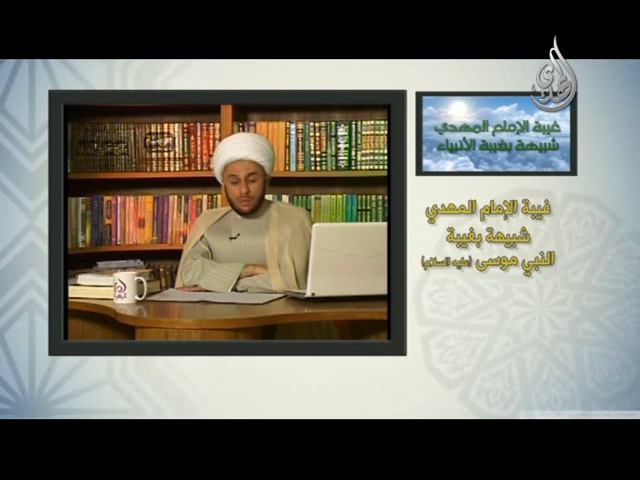 غيبة الإمام المهدي
شبيهة بغيبة الأنبياء
غيبة الإمام المهدي
شبيهة بغيبة
النبي موسى (عليه السلام)